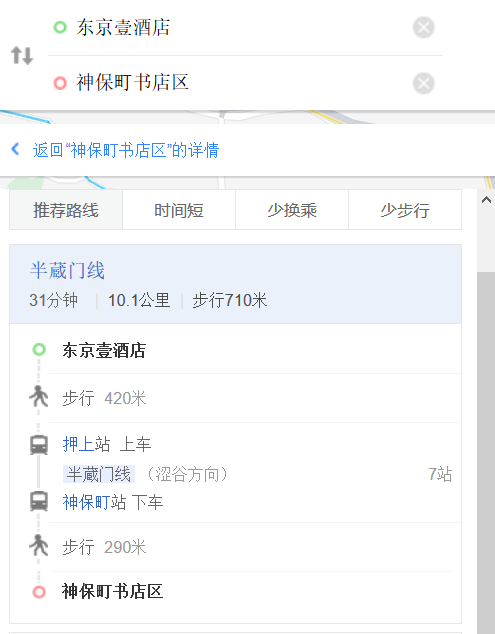 东京壹酒店
神保町书店区
返回“神保町书店区”的详情
推荐路线 时间短 少换乘 少步行
半蔵门线
31分钟 | 10.1公里 | 步行710米
东京壹酒店
步行 420米
押上站 上车
半蔵门线 (涩谷方向) 7站
神保町站 下车
步行 290米
神保町书店区